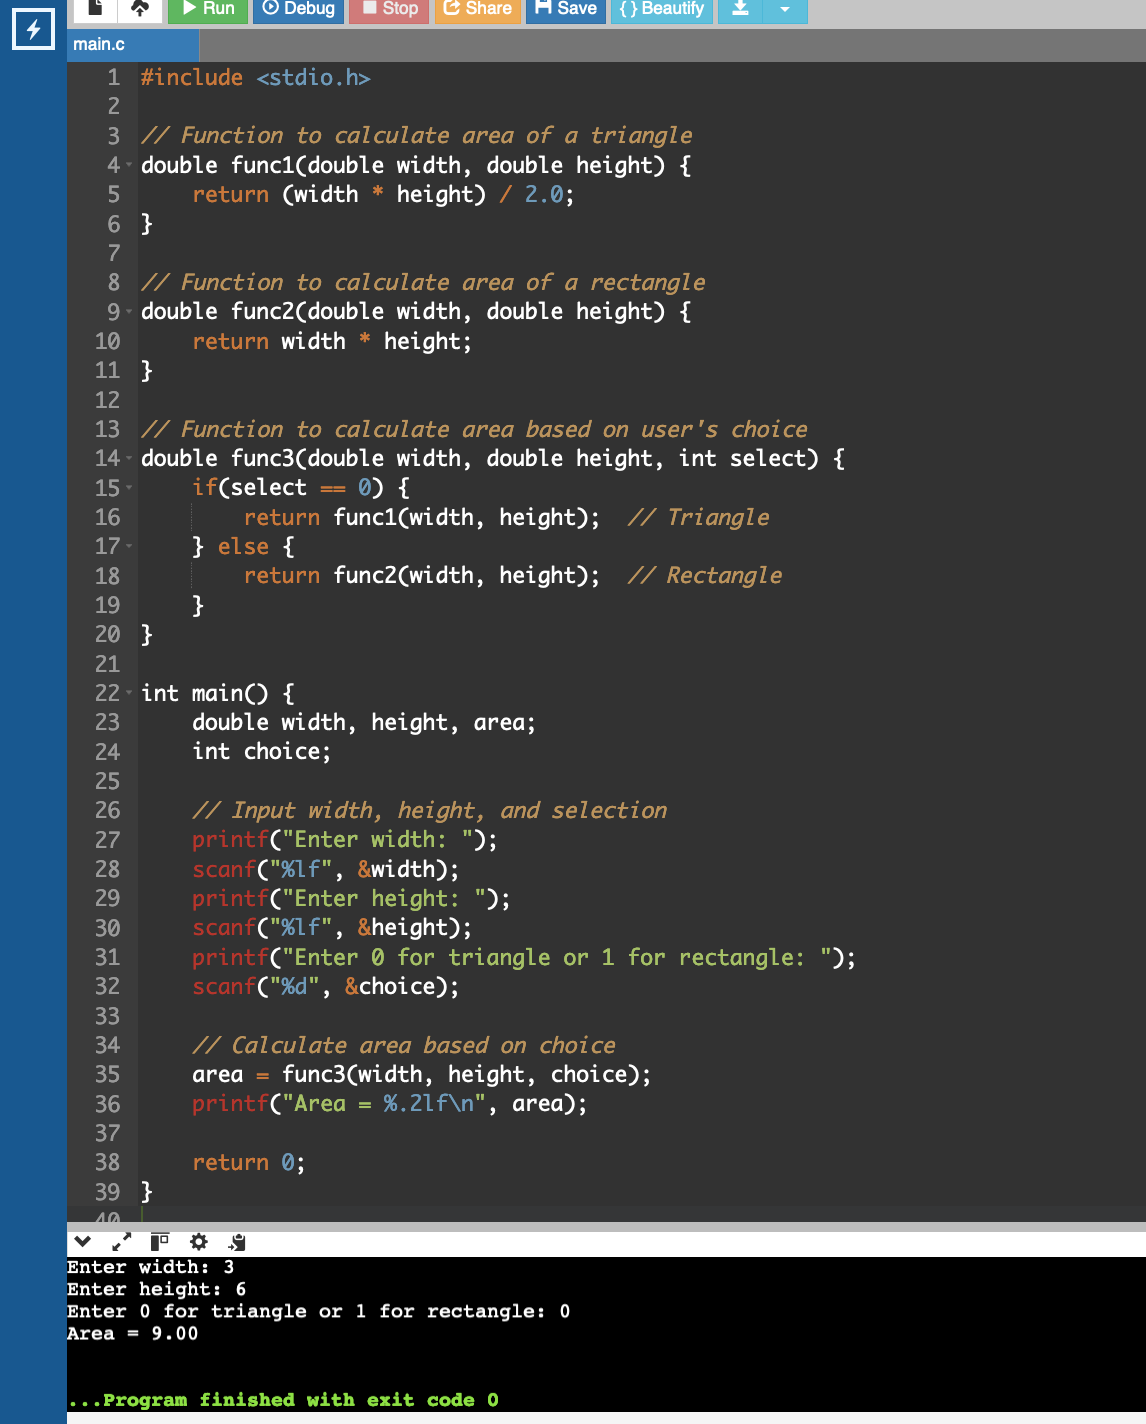 Run Debug Stop Share Save { } Beautify
main.c
1 #include <stdio.h>
2
3 // Function to calculate area of a triangle
4 double func1(double width, double height) {
5     return (width * height) / 2.0;
6 }
7
8 // Function to calculate area of a rectangle
9 double func2(double width, double height) {
10     return width * height;
11 }
12
13 // Function to calculate area based on user's choice
14 double func3(double width, double height, int select) {
15     if(select == 0) {
16         return func1(width, height);  // Triangle
17     } else {
18         return func2(width, height);  // Rectangle
19     }
20 }
21
22 int main() {
23     double width, height, area;
24     int choice;
25
26     // Input width, height, and selection
27     printf("Enter width: ");
28     scanf("%lf", &width);
29     printf("Enter height: ");
30     scanf("%lf", &height);
31     printf("Enter 0 for triangle or 1 for rectangle: ");
32     scanf("%d", &choice);
33
34     // Calculate area based on choice
35     area = func3(width, height, choice);
36     printf("Area = %.2lf\n", area);
37
38     return 0;
39 }
40
Enter width: 3
Enter height: 6
Enter 0 for triangle or 1 for rectangle: 0
Area = 9.00
...Program finished with exit code 0